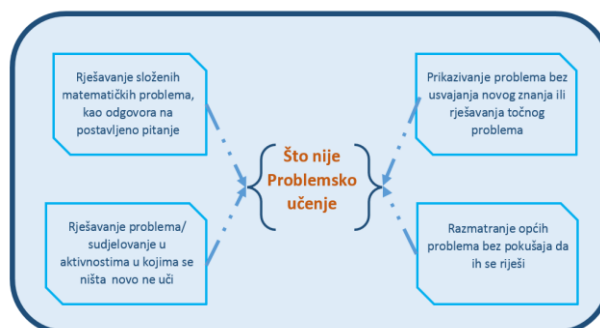 Rješavanje složenih
matematičkih problema,
kao odgovora na
postavljeno pitanje
Prikazivanje problema bez
usvajanja novog znanja ili
rješavanja točnog
problema
Što nije
Problemsko
učenje
Rješavanje problema/
sudjelovanje u
aktivnostima u kojima se
ništa novo ne uči
Razmatranje općih
problema bez pokušaja da
ih se riješi